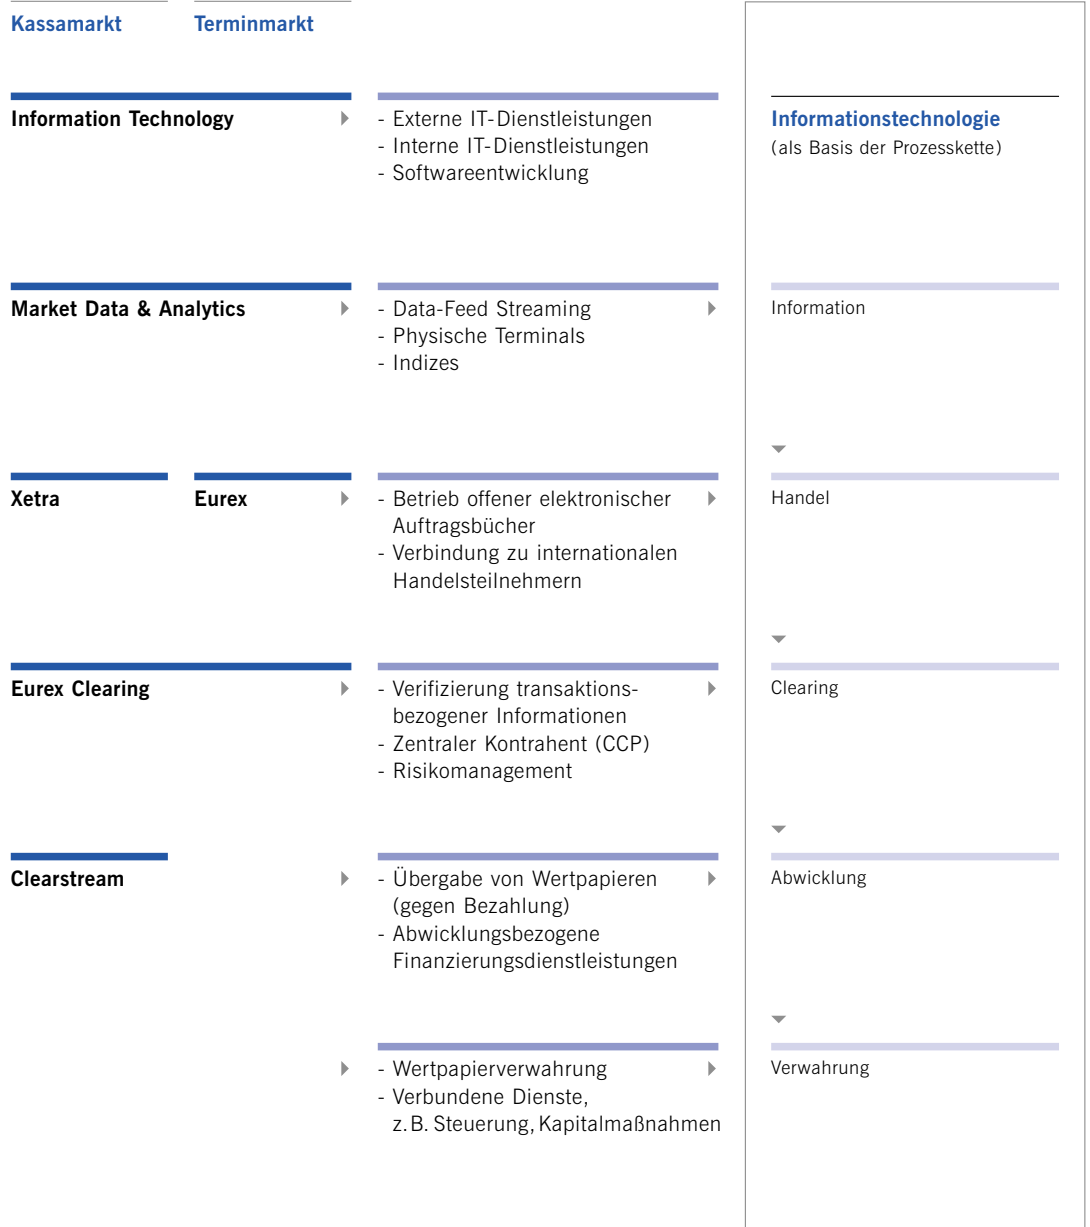 Kassamarkt
Terminmarkt
Information Technology
- Externe IT-Dienstleistungen
- Interne IT-Dienstleistungen
- Softwareentwicklung
Informationstechnologie
(als Basis der Prozesskette)
Market Data & Analytics
- Data-Feed Streaming
- Physische Terminals
- Indizes
Information
Xetra
Eurex
- Betrieb offener elektronischer
Auftragsbücher
- Verbindung zu internationalen
Handelsteilnehmern
Handel
Eurex Clearing
- Verifizierung transaktions-
bezogener Informationen
- Zentraler Kontrahent (CCP)
- Risikomanagement
Clearing
Clearstream
- Übergabe von Wertpapieren
(gegen Bezahlung)
- Abwicklungsbezogene
Finanzierungsdienstleistungen
Abwicklung
- Wertpapierverwahrung
- Verbundene Dienste,
z.B. Steuerung, Kapitalmaßnahmen
Verwahrung